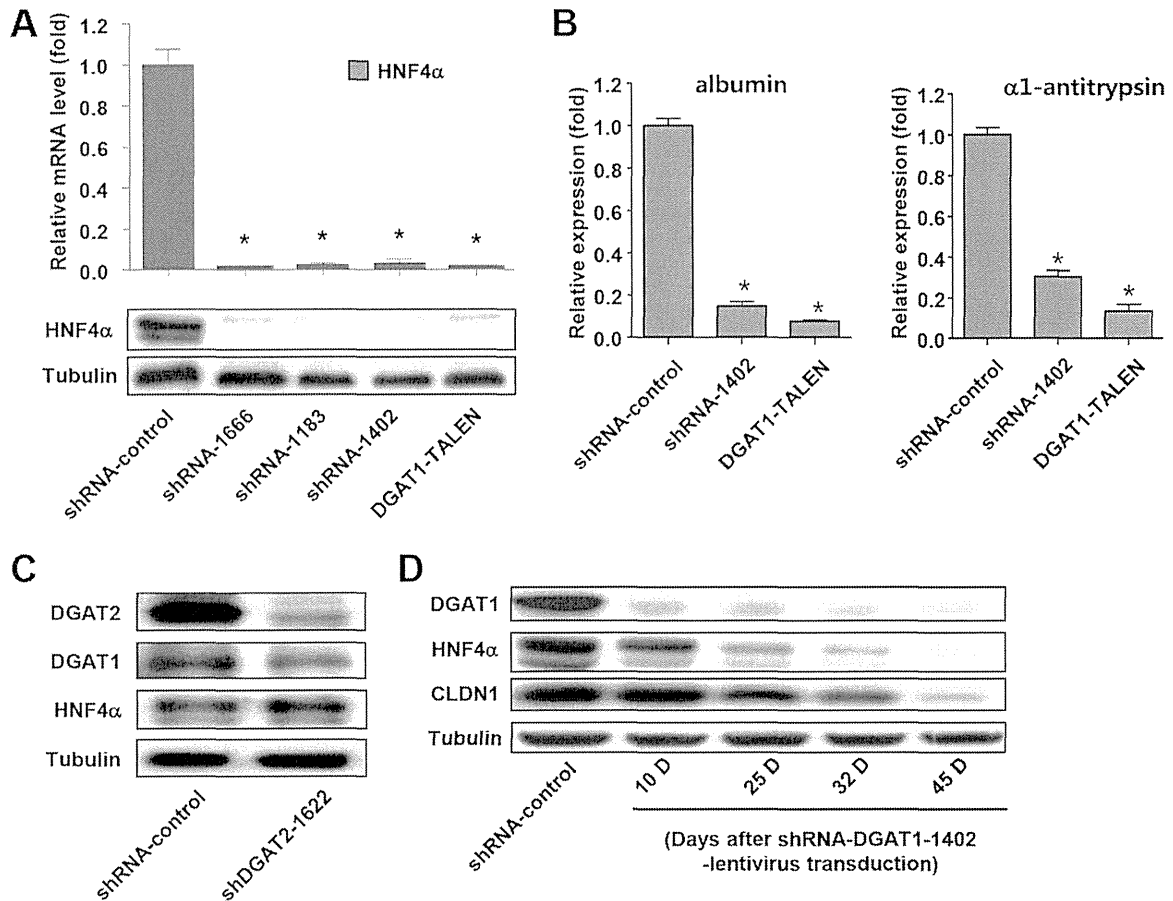 A
Relative mRNA level (fold)
1.2
1.0
0.8
0.6
0.4
0.2
0.0
HNF4α
* * * *
HNF4α
Tubulin
shRNA-control
shRNA-1666
shRNA-1183
shRNA-1402
DGAT1-TALEN
B
albumin
Relative expression (fold)
1.2
1.0
0.8
0.6
0.4
0.2
0.0
* *
shRNA-control
shRNA-1402
DGAT1-TALEN
α1-antitrypsin
Relative expression (fold)
1.2
1.0
0.8
0.6
0.4
0.2
0.0
* *
shRNA-control
shRNA-1402
DGAT1-TALEN
C
DGAT2
DGAT1
HNF4α
Tubulin
shRNA-control
shDGAT2-1622
D
DGAT1
HNF4α
CLDN1
Tubulin
shRNA-control
10 D
25 D
32 D
45 D
(Days after shRNA-DGAT1-1402
-lentivirus transduction)